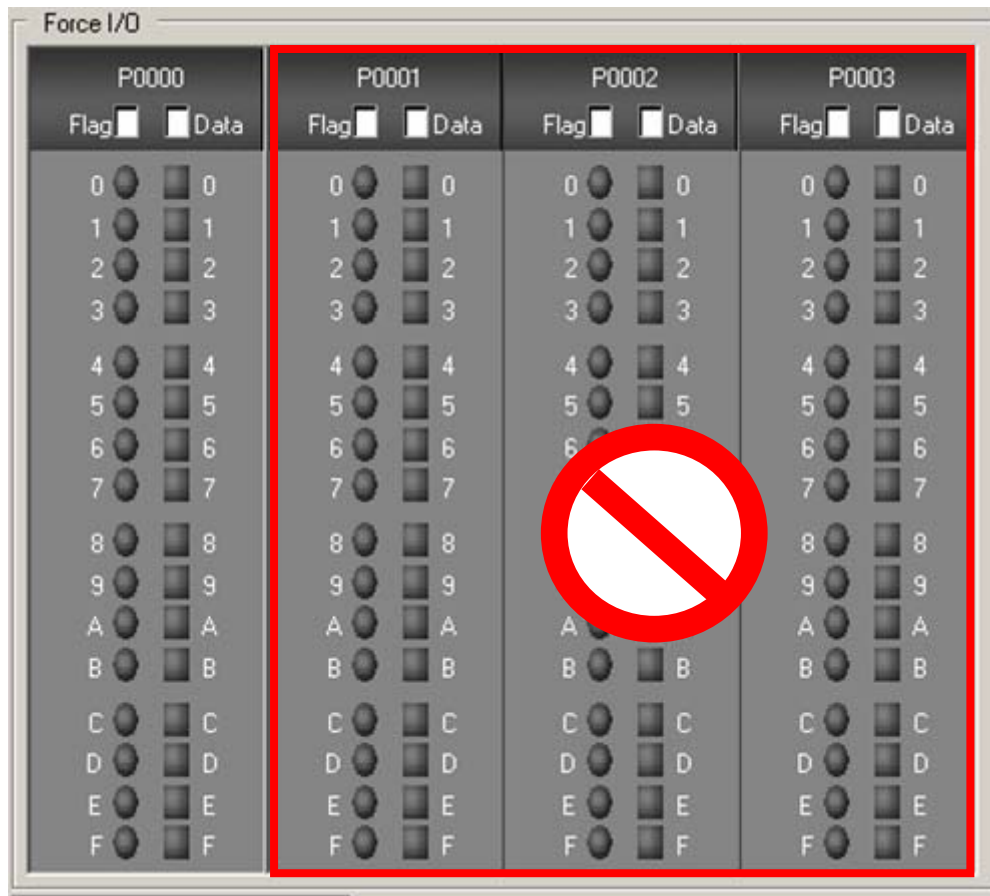 Force I/O
P0000 P0001 P0002 P0003
Flag Data Flag Data Flag Data Flag Data
0 0 0 0 0 0 0 0
1 1 1 1 1 1 1 1
2 2 2 2 2 2 2 2
3 3 3 3 3 3 3 3
4 4 4 4 4 4 4 4
5 5 5 5 5 5 5 5
6 6 6 6 6 6 6
7 7 7 7 7 7
8 8 8 8 8 8
9 9 9 9 9 9
A A A A A A A
B B B B B B B B
C C C C C C C C
D D D D D D D D
E E E E E E E E
F F F F F F F F